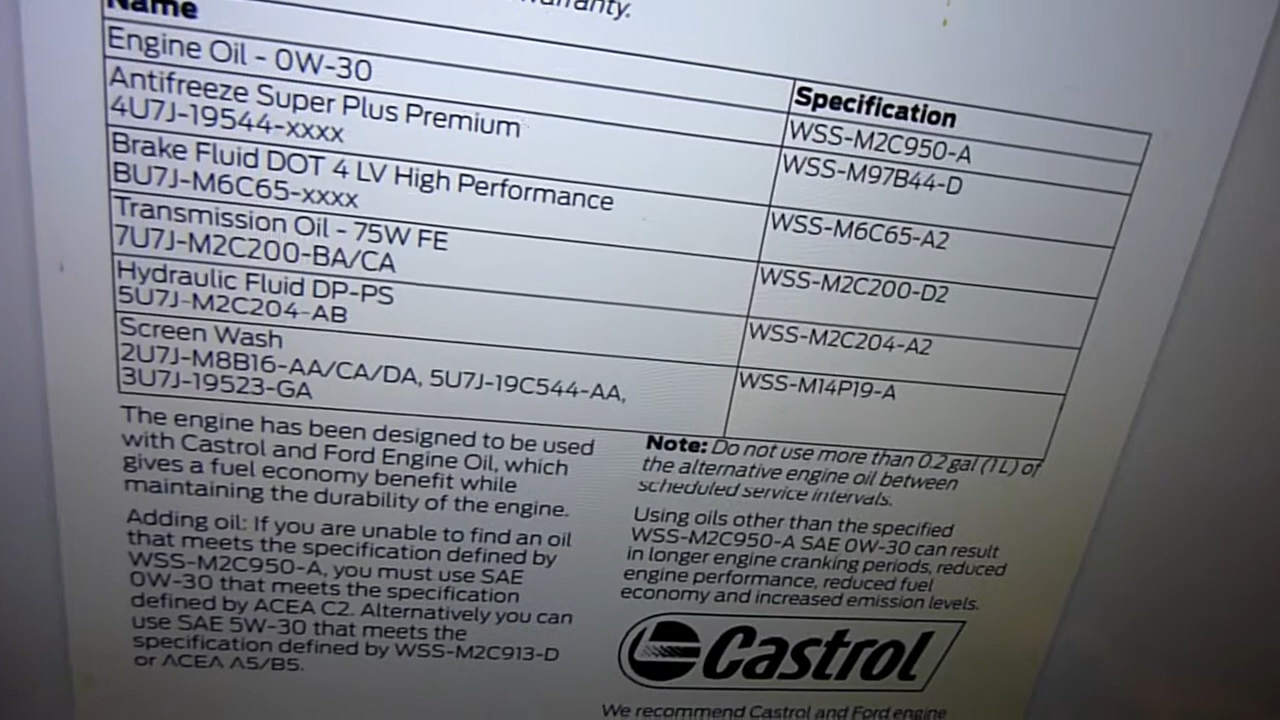 warranty.
Name
Specification
Engine Oil - 0W-30
WSS-M2C950-A
Antifreeze Super Plus Premium
4U7J-19544-xxxx
WSS-M97B44-D
Brake Fluid DOT 4 LV High Performance
BU7J-M6C65-xxxx
WSS-M6C65-A2
Transmission Oil - 75W FE
7U7J-M2C200-BA/CA
WSS-M2C200-D2
Hydraulic Fluid DP-PS
5U7J-M2C204-AB
WSS-M2C204-A2
Screen Wash
2U7J-M8B16-AA/CA/DA, 5U7J-19C544-AA,
3U7J-19523-GA
WSS-M14P19-A
The engine has been designed to be used
with Castrol and Ford Engine Oil, which
gives a fuel economy benefit while
maintaining the durability of the engine.
Adding oil: If you are unable to find an oil
that meets the specification defined by
WSS-M2C950-A, you must use SAE
0W-30 that meets the specification
defined by ACEA C2. Alternatively you can
use SAE 5W-30 that meets the
specification defined by WSS-M2C913-D
or ACEA A5/B5.
Note: Do not use more than 0.2 gal (1 L) of
the alternative engine oil between
scheduled service intervals.
Using oils other than the specified
WSS-M2C950-A SAE 0W-30 can result
in longer engine cranking periods, reduced
engine performance, reduced fuel
economy and increased emission levels.
Castrol
We recommend Castrol and Ford engine